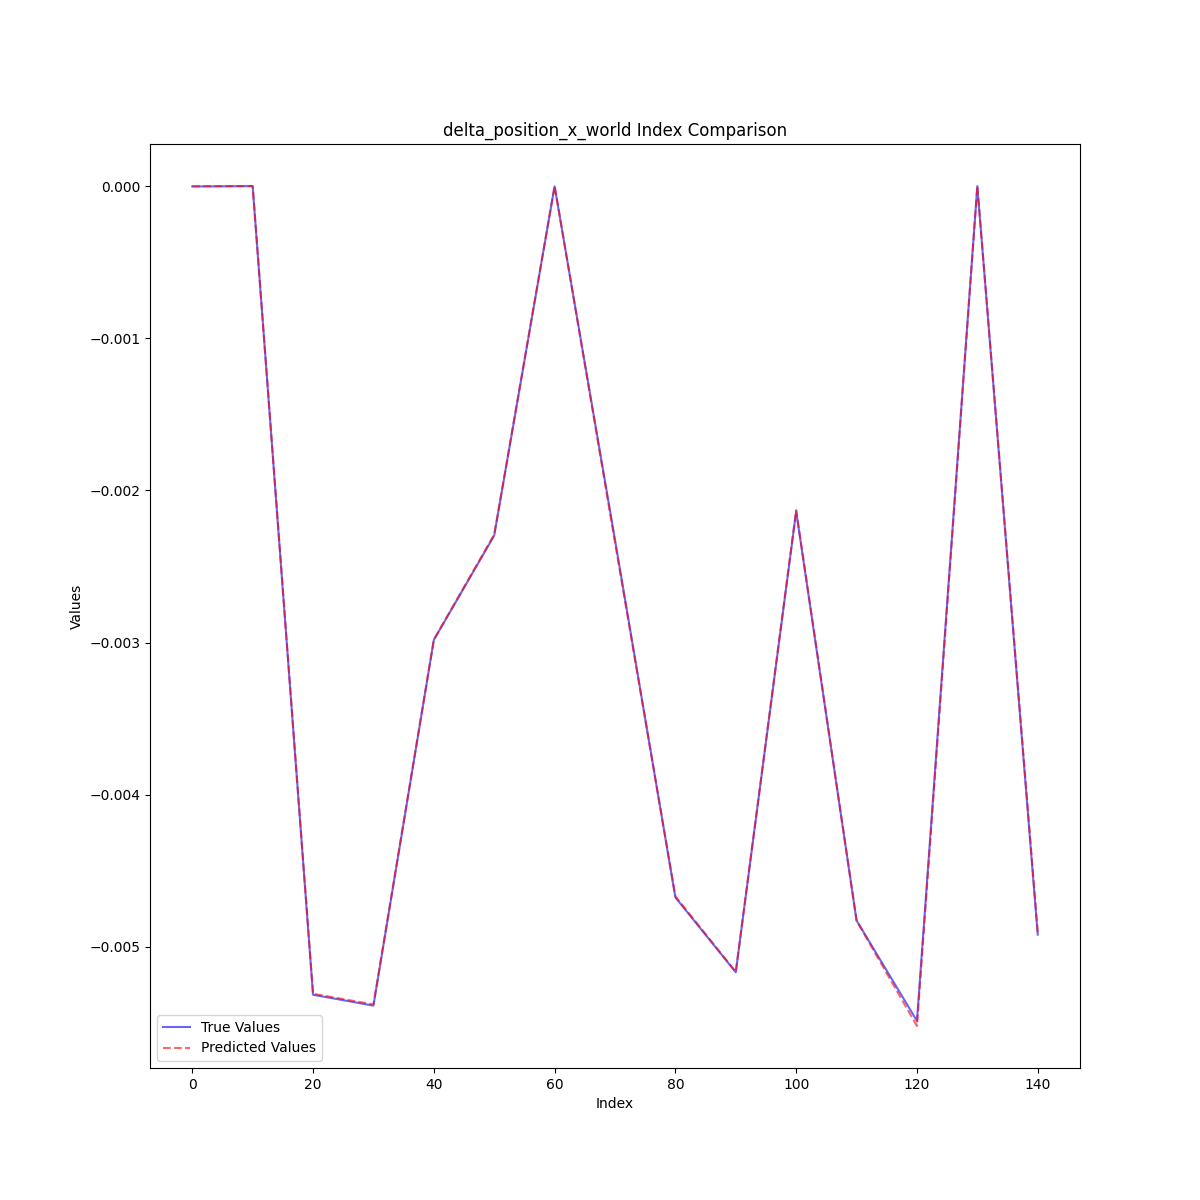 delta_position_x_world Index Comparison
0.000
−0.001
−0.002
−0.003
−0.004
−0.005
Values
True Values
Predicted Values
0 20 40 60 80 100 120 140
Index